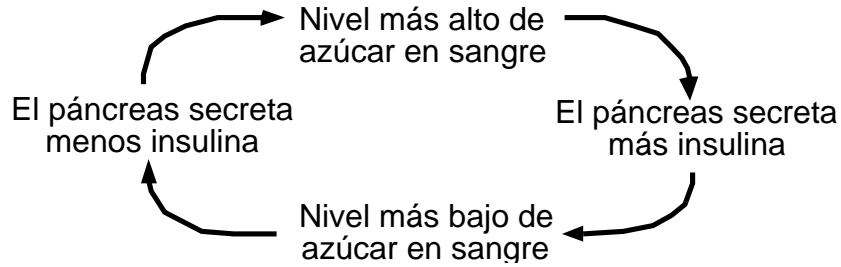 Nivel más alto de
azúcar en sangre
El páncreas secreta
menos insulina
El páncreas secreta
más insulina
Nivel más bajo de
azúcar en sangre